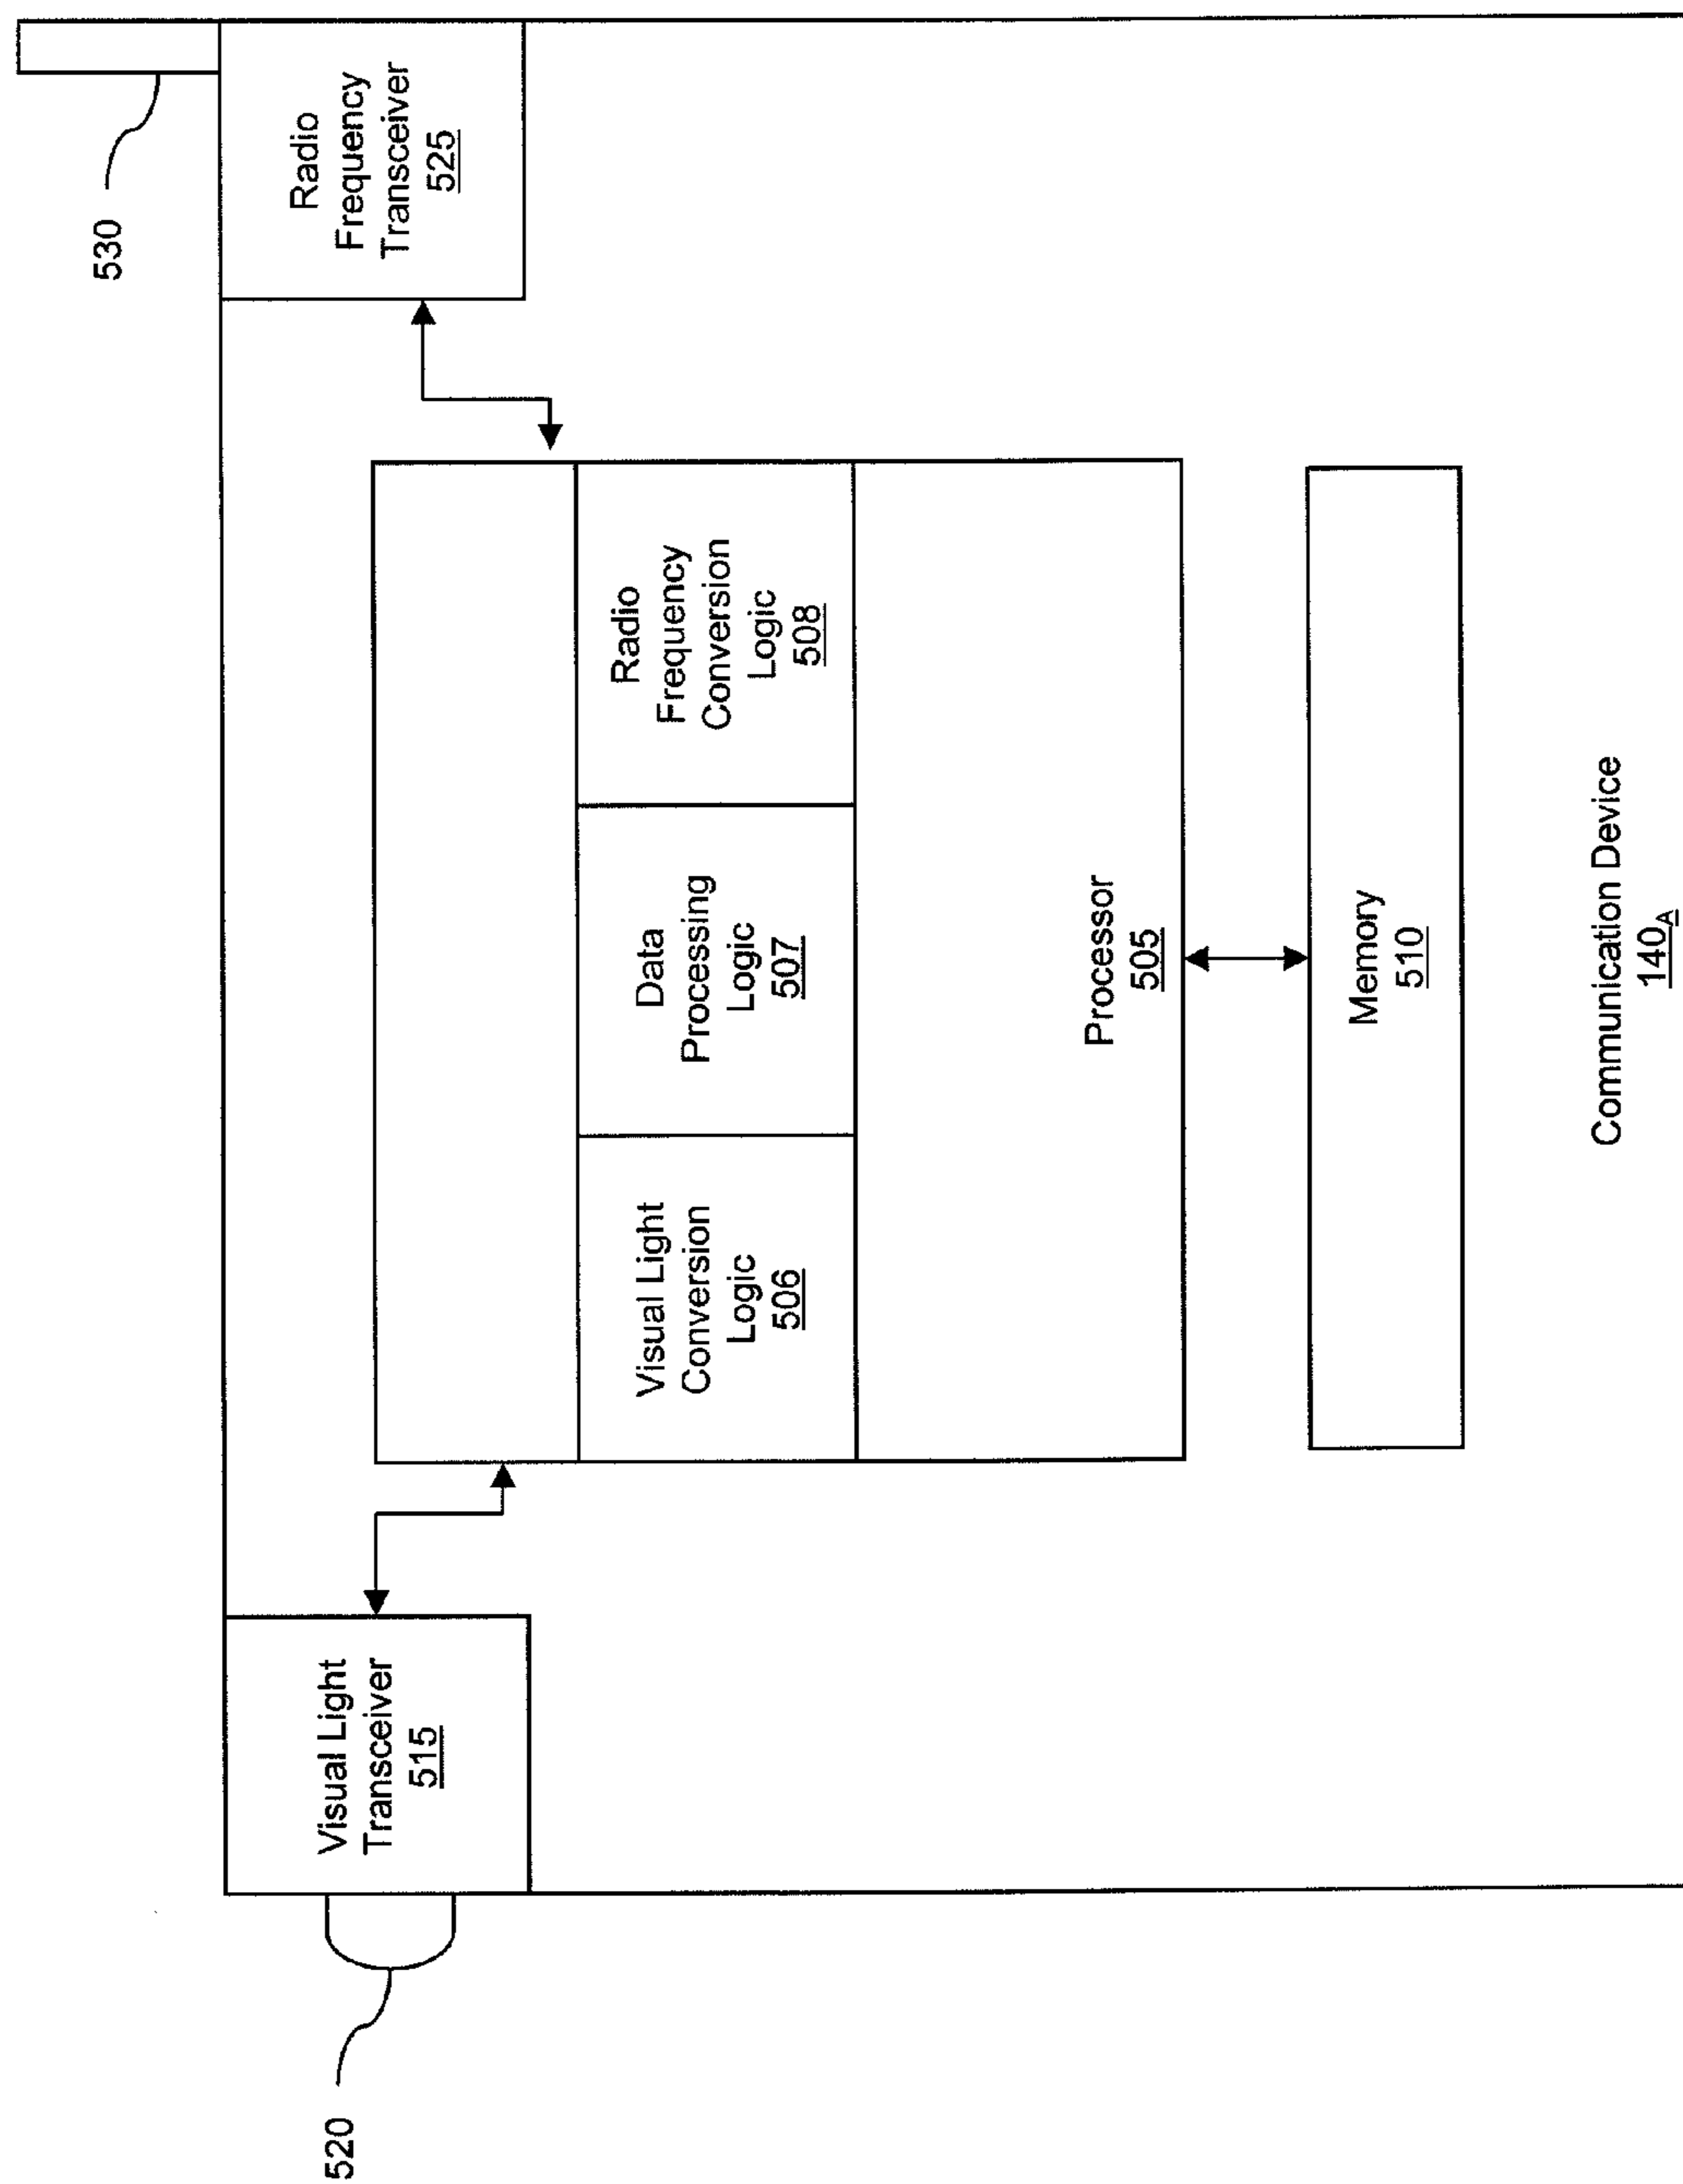 530
Radio
Frequency
Transceiver
525
Radio
Frequency
Conversion
Logic
508
Data
Processing
Logic
507
Visual Light
Conversion
Logic
506
Processor
505
Memory
510
Communication Device
140A
Visual Light
Transceiver
515
520